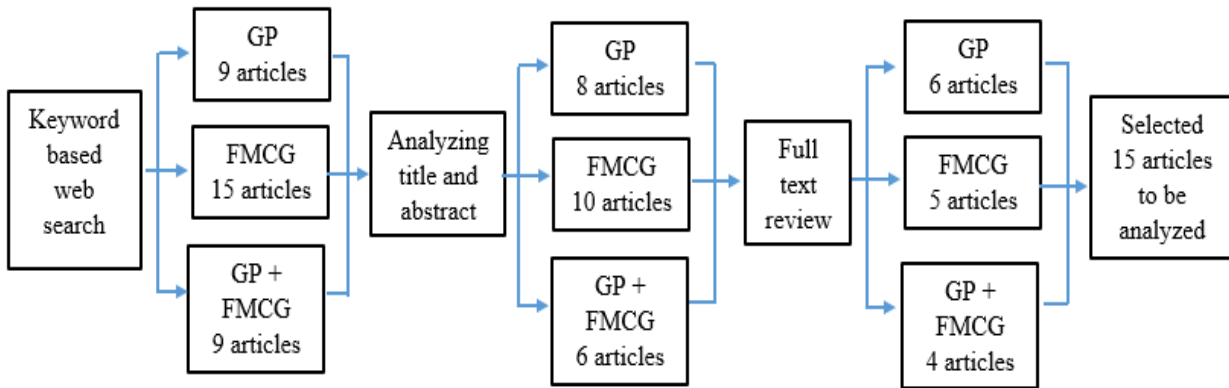 Keyword
based
web
search
GP
9 articles
FMCG
15 articles
GP +
FMCG
9 articles
Analyzing
title and
abstract
GP
8 articles
FMCG
10 articles
GP +
FMCG
6 articles
Full
text
review
GP
6 articles
FMCG
5 articles
GP +
FMCG
4 articles
Selected
15 articles
to be
analyzed